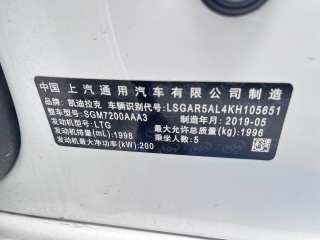 中国 上汽通用汽车有限公司制造
品牌: 凯迪拉克 车辆识别代号: LSGAR5AL4KH105651
整车型号: SGM7200AAA3 制造年月: 2019-05
发动机型号: LTG 最大允许总质量(kg): 1996
发动机排量(mL): 1998 乘坐人数: 5
发动机最大净功率(kW): 200